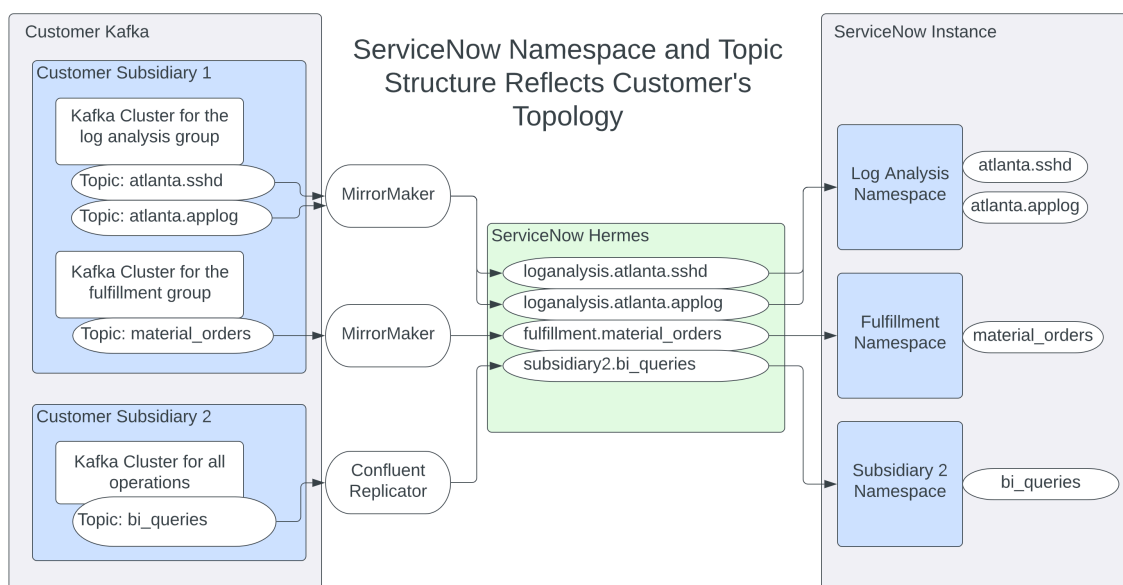 Customer Kafka
Customer Subsidiary 1
Kafka Cluster for the
log analysis group
Topic: atlanta.sshd
Topic: atlanta.applog
Kafka Cluster for the
fulfillment group
Topic: material_orders
Customer Subsidiary 2
Kafka Cluster for all
operations
Topic: bi_queries
ServiceNow Namespace and Topic
Structure Reflects Customer's
Topology
MirrorMaker
MirrorMaker
Confluent
Replicator
ServiceNow Hermes
loganalysis.atlanta.sshd
loganalysis.atlanta.applog
fulfillment.material_orders
subsidiary2.bi_queries
ServiceNow Instance
Log Analysis
Namespace
atlanta.sshd
atlanta.applog
Fulfillment
Namespace
material_orders
Subsidiary 2
Namespace
bi_queries